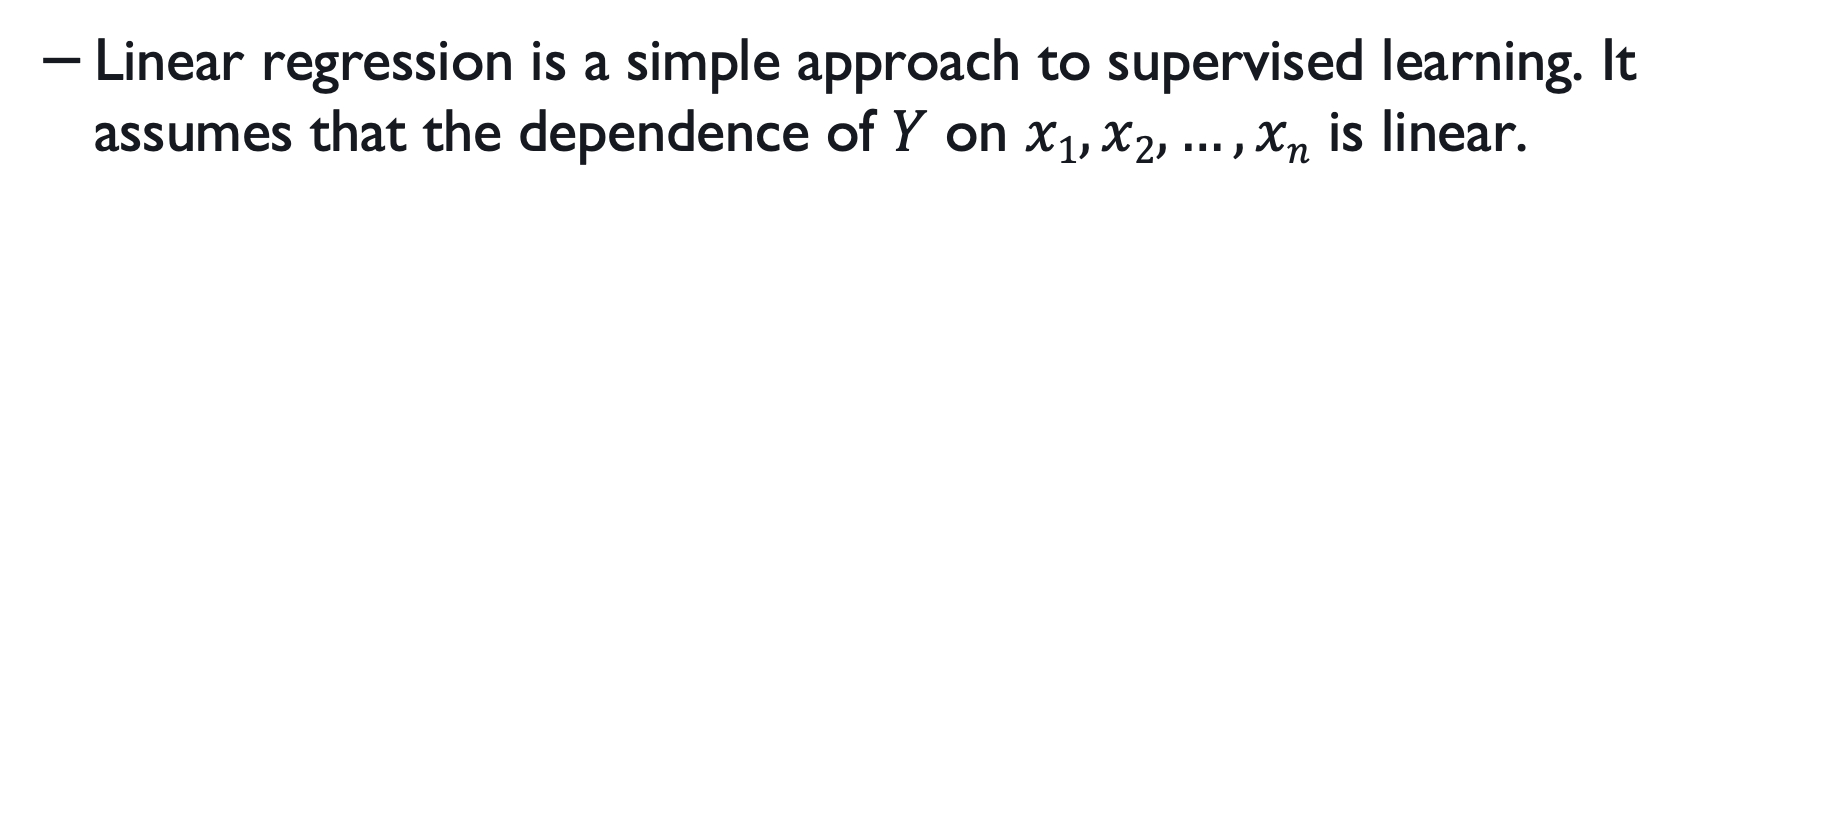 – Linear regression is a simple approach to supervised learning. It
assumes that the dependence of Y on x₁, x₂, … , xₙ is linear.